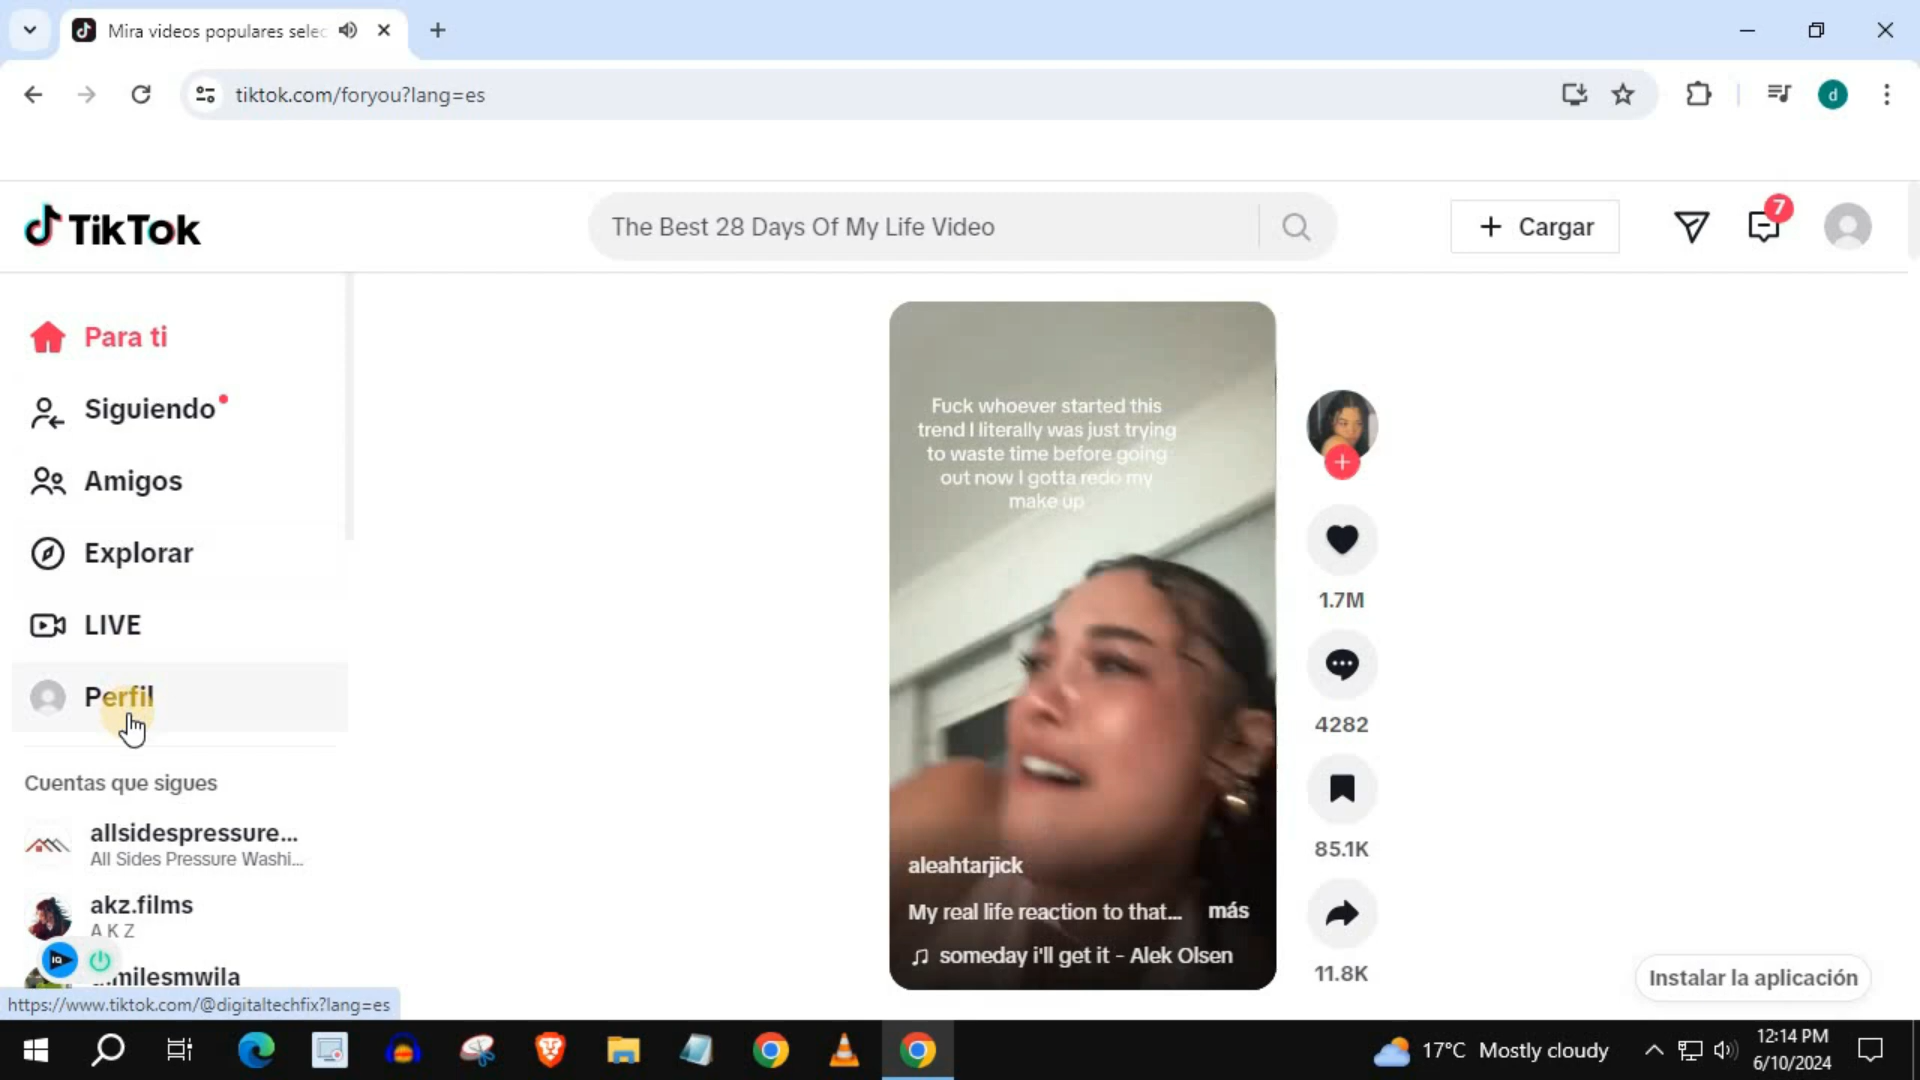 Mira videos populares selec
tiktok.com/foryou?lang=es
d
TikTok
The Best 28 Days Of My Life Video
Cargar
7
Para ti
Siguiendo
Amigos
Explorar
LIVE
Perfil
Cuentas que sigues
allsidespressure...
All Sides Pressure Washi...
akz.films
A K Z
milesmwila
https://www.tiktok.com/@digitaltechfix?lang=es
Fuck whoever started this
trend I literally was just trying
to waste time before going
out now I gotta redo my
make up
aleahtarjick
My real life reaction to that... más
someday i'll get it - Alek Olsen
1.7M
4282
85.1K
11.8K
Instalar la aplicación
17°C Mostly cloudy
12:14 PM
6/10/2024